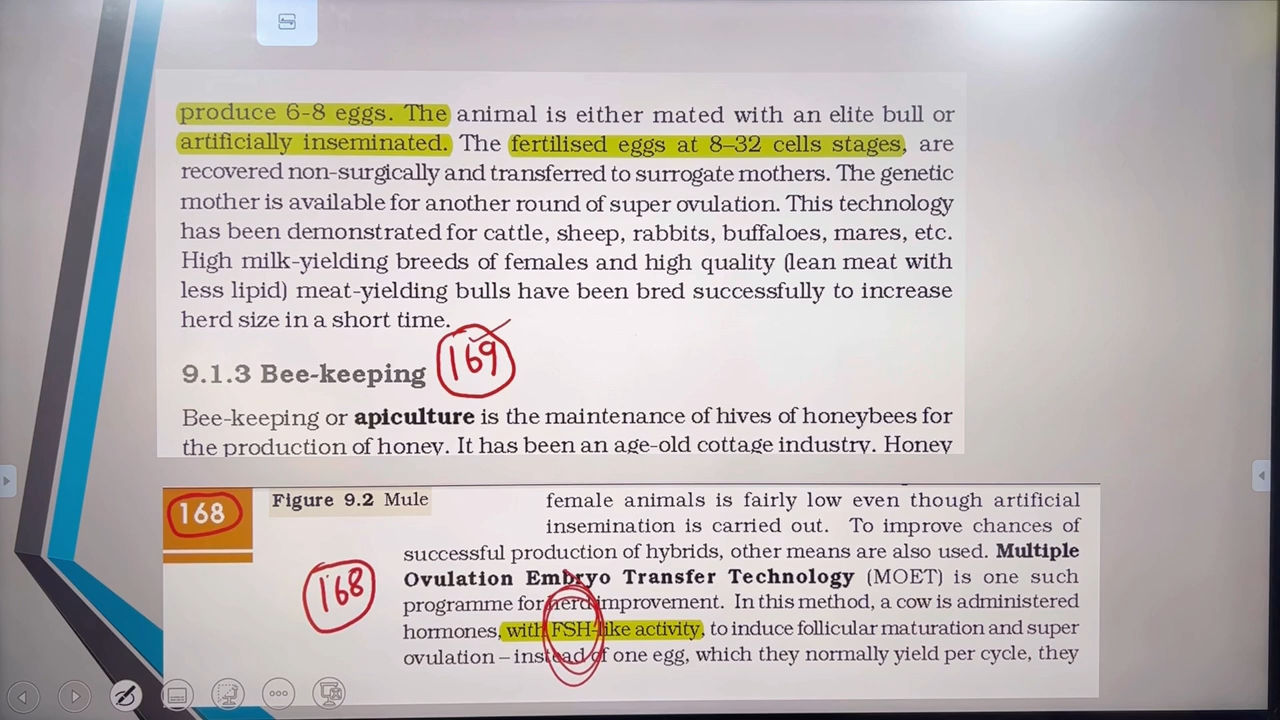 produce 6-8 eggs. The animal is either mated with an elite bull or
artificially inseminated. The fertilised eggs at 8–32 cells stages, are
recovered non-surgically and transferred to surrogate mothers. The genetic
mother is available for another round of super ovulation. This technology
has been demonstrated for cattle, sheep, rabbits, buffaloes, mares, etc.
High milk-yielding breeds of females and high quality (lean meat with
less lipid) meat-yielding bulls have been bred successfully to increase
herd size in a short time.
169
9.1.3 Bee-keeping
Bee-keeping or apiculture is the maintenance of hives of honeybees for
the production of honey. It has been an age-old cottage industry. Honey
168
Figure 9.2 Mule
female animals is fairly low even though artificial
insemination is carried out. To improve chances of
successful production of hybrids, other means are also used. Multiple
Ovulation Embryo Transfer Technology (MOET) is one such
168
programme for herd improvement. In this method, a cow is administered
hormones, with FSH-like activity, to induce follicular maturation and super
ovulation – instead of one egg, which they normally yield per cycle, they